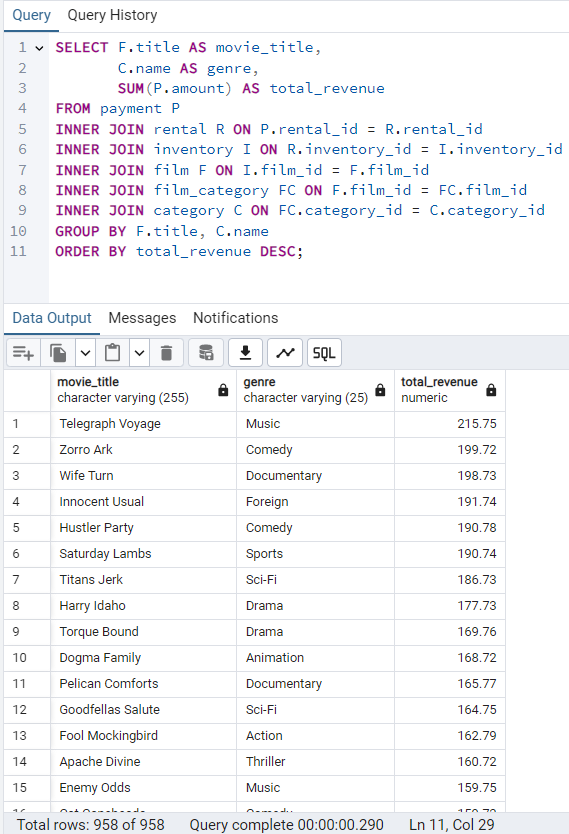 Query Query History
1 SELECT F.title AS movie_title,
2 C.name AS genre,
3 SUM(P.amount) AS total_revenue
4 FROM payment P
5 INNER JOIN rental R ON P.rental_id = R.rental_id
6 INNER JOIN inventory I ON R.inventory_id = I.inventory_id
7 INNER JOIN film F ON I.film_id = F.film_id
8 INNER JOIN film_category FC ON F.film_id = FC.film_id
9 INNER JOIN category C ON FC.category_id = C.category_id
10 GROUP BY F.title, C.name
11 ORDER BY total_revenue DESC;
Data Output Messages Notifications
SQL
movie_title genre total_revenue
character varying (255) character varying (25) numeric
1 Telegraph Voyage Music 215.75
2 Zorro Ark Comedy 199.72
3 Wife Turn Documentary 198.73
4 Innocent Usual Foreign 191.74
5 Hustler Party Comedy 190.78
6 Saturday Lambs Sports 190.74
7 Titans Jerk Sci-Fi 186.73
8 Harry Idaho Drama 177.73
9 Torque Bound Drama 169.76
10 Dogma Family Animation 168.72
11 Pelican Comforts Documentary 165.77
12 Goodfellas Salute Sci-Fi 164.75
13 Fool Mockingbird Action 162.79
14 Apache Divine Thriller 160.72
15 Enemy Odds Music 159.75
Total rows: 958 of 958 Query complete 00:00:00.290 Ln 11, Col 29